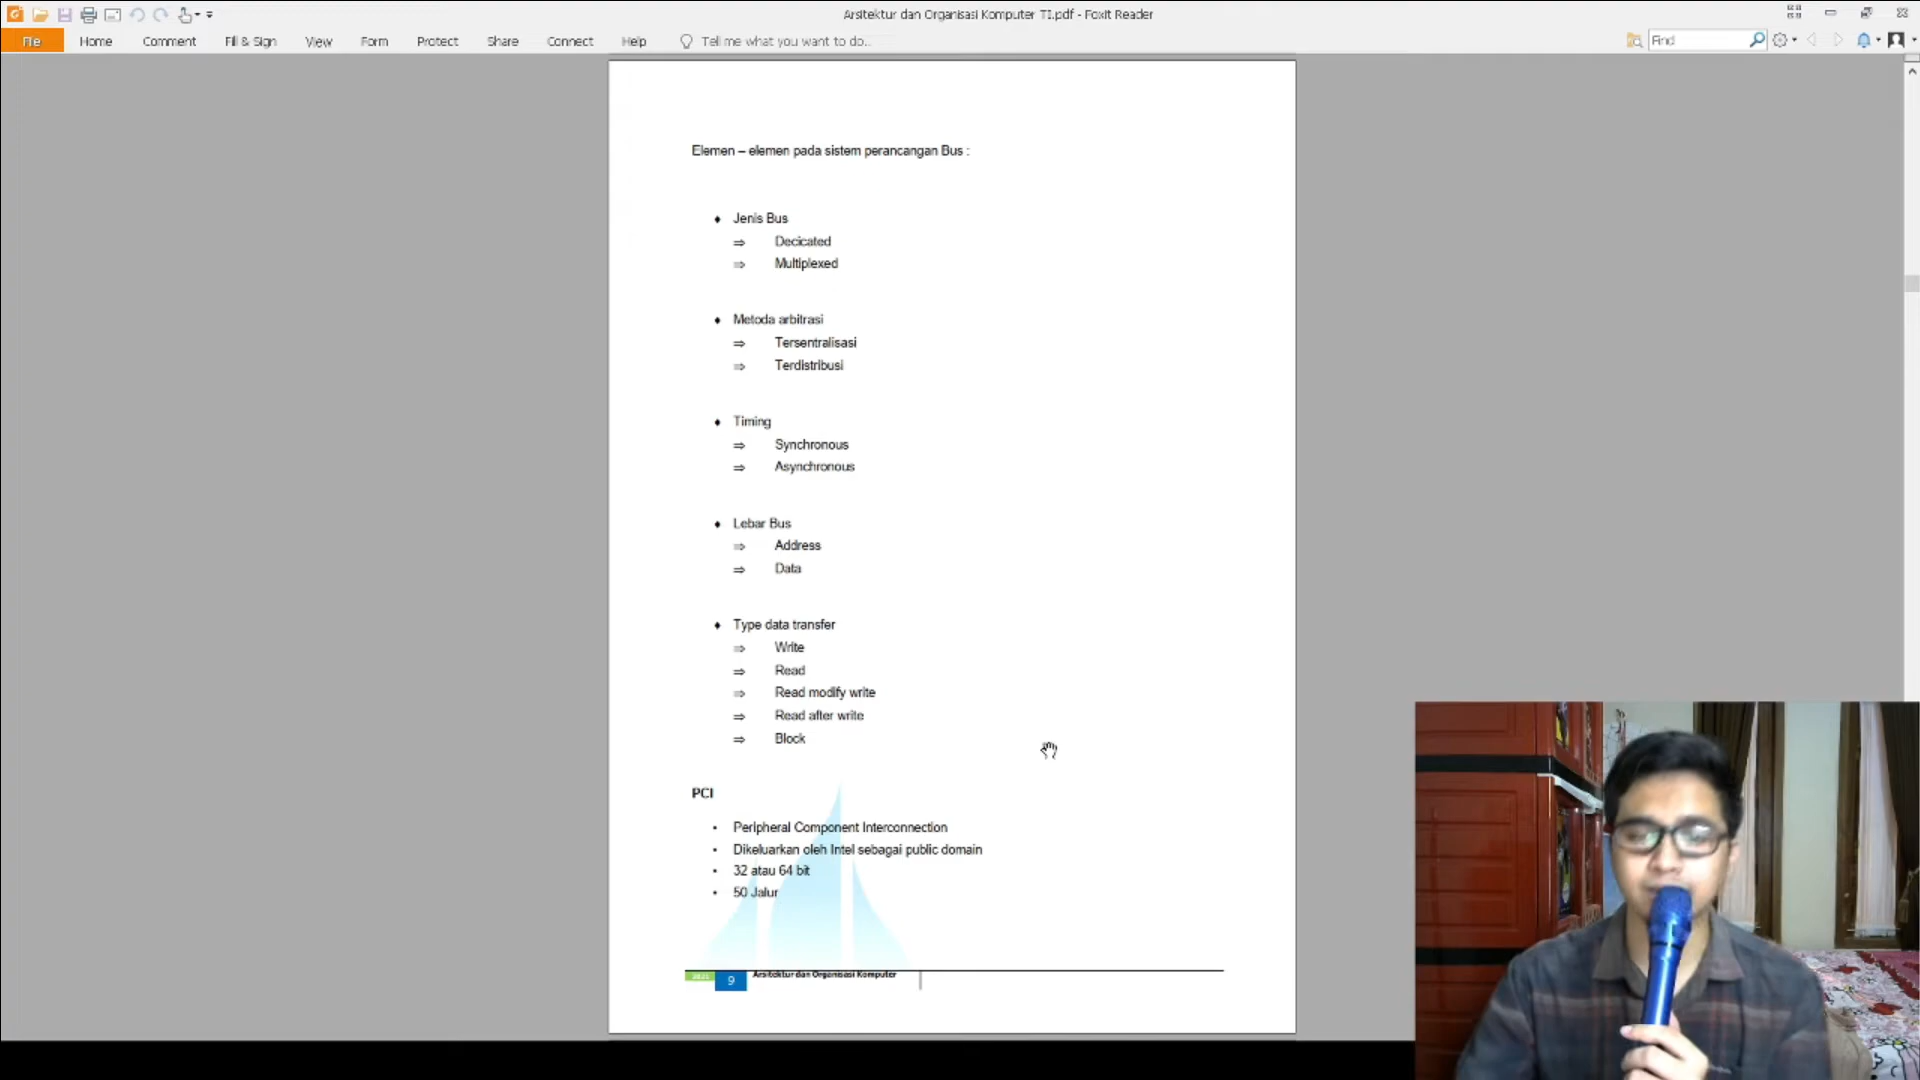 Arsitektur dan Organisasi Komputer TI.pdf - Foxit Reader
File Home Comment Fill & Sign View Form Protect Share Connect Help Tell me what you want to do.. Find
Elemen – elemen pada sistem perancangan Bus :
♦ Jenis Bus
⇒ Decicated
⇒ Multiplexed
♦ Metoda arbitrasi
⇒ Tersentralisasi
⇒ Terdistribusi
♦ Timing
⇒ Synchronous
⇒ Asynchronous
♦ Lebar Bus
⇒ Address
⇒ Data
♦ Type data transfer
⇒ Write
⇒ Read
⇒ Read modify write
⇒ Read after write
⇒ Block
PCI
• Peripheral Component Interconnection
• Dikeluarkan oleh Intel sebagai public domain
• 32 atau 64 bit
• 50 Jalur
9 Arsitektur dan Organisasi Komputer